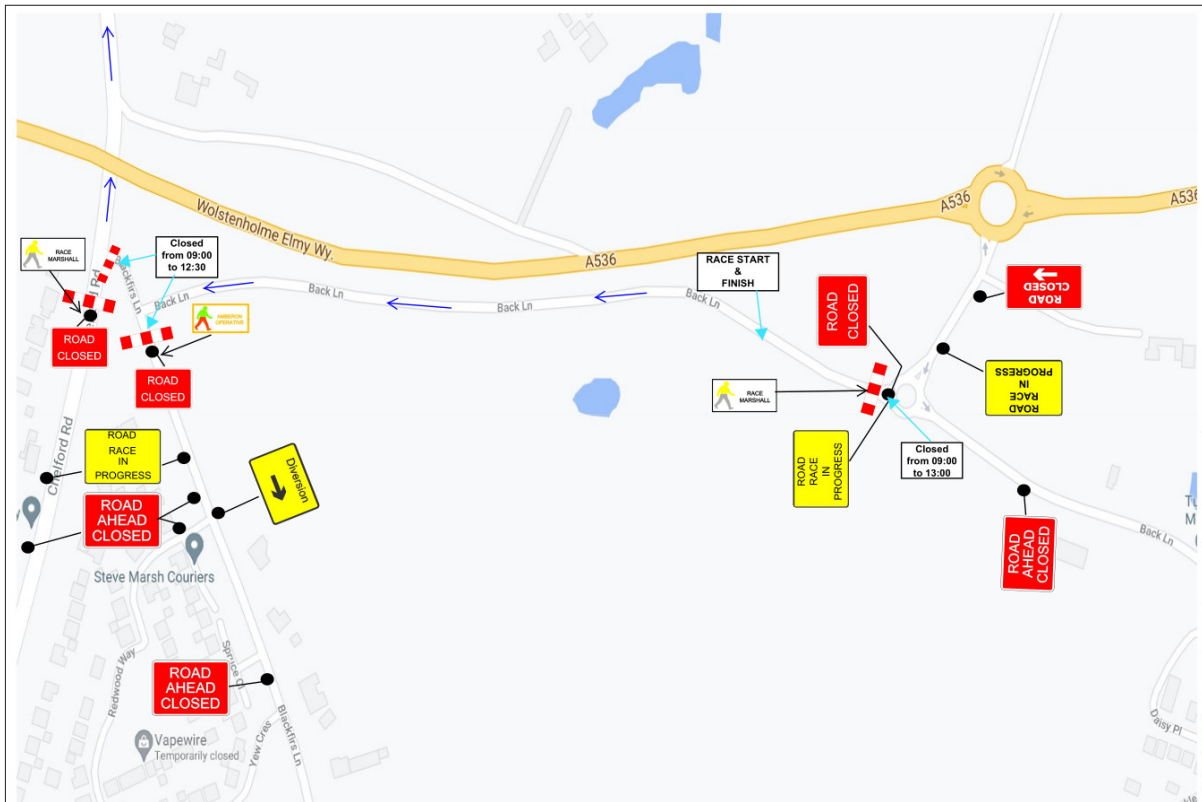 A536
A536
Wolstenholme Elmy Wy.
A536
RACE
MARSHALL
Closed
from 09:00
to 12:30
Blackfirs Ln
Back Ln
Back Ln
Back Ln
Back Ln
RACE START
&
FINISH
ROAD
CLOSED
ROAD
CLOSED
AMBERON
OPERATIVE
ROAD
CLOSED
ROAD
CLOSED
ROAD
RACE
IN
PROGRESS
RACE
MARSHALL
ROAD
RACE
IN
PROGRESS
Closed
from 09:00
to 13:00
Chelford Rd
ROAD
RACE
IN
PROGRESS
Diversion
ROAD
AHEAD
CLOSED
ROAD
AHEAD
CLOSED
Back Ln
Steve Marsh Couriers
Redwood Way
Spruce Cl
ROAD
AHEAD
CLOSED
Blackfirs Ln
Yew Cres
Daisy Pl
Vapewire
Temporarily closed